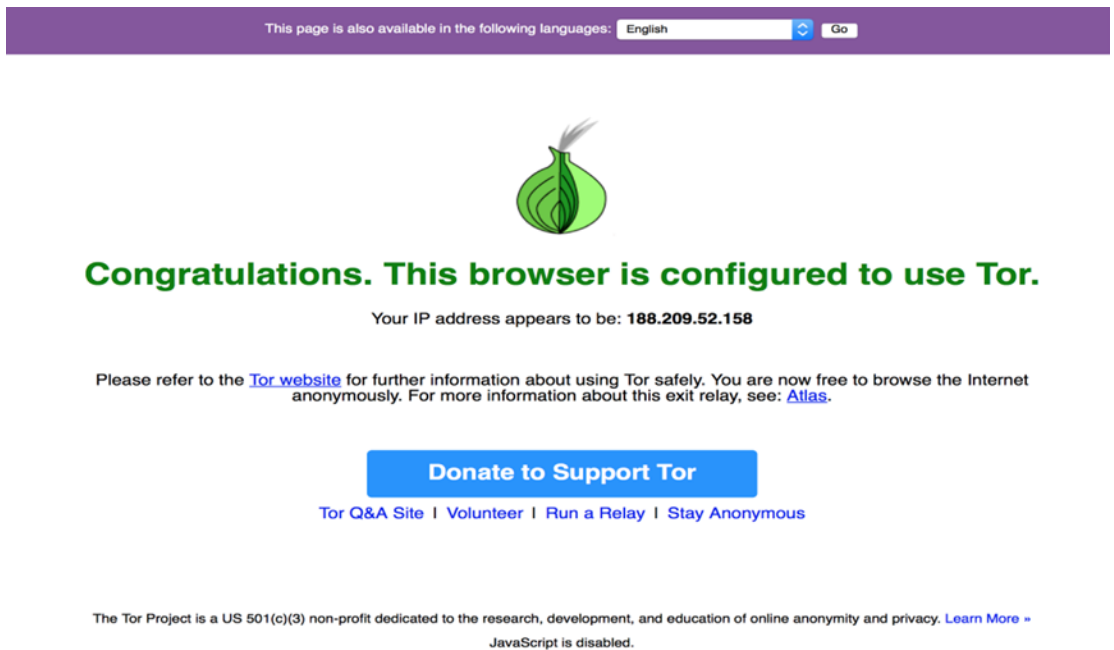 This page is also available in the following languages: English Go
Congratulations. This browser is configured to use Tor.
Your IP address appears to be: 188.209.52.158
Please refer to the Tor website for further information about using Tor safely. You are now free to browse the Internet
anonymously. For more information about this exit relay, see: Atlas.
Donate to Support Tor
Tor Q&A Site | Volunteer | Run a Relay | Stay Anonymous
The Tor Project is a US 501(c)(3) non-profit dedicated to the research, development, and education of online anonymity and privacy. Learn More »
JavaScript is disabled.